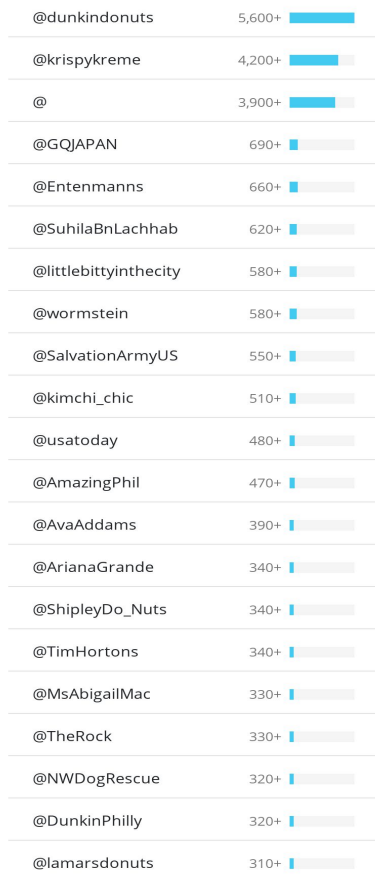 @dunkindonuts 5,600+
@krispykreme 4,200+
@ 3,900+
@GQJAPAN 690+
@Entenmanns 660+
@SuhilaBnLachhab 620+
@littlebittyinthecity 580+
@wormstein 580+
@SalvationArmyUS 550+
@kimchi_chic 510+
@usatoday 480+
@AmazingPhil 470+
@AvaAddams 390+
@ArianaGrande 340+
@ShipleyDo_Nuts 340+
@TimHortons 340+
@MsAbigailMac 330+
@TheRock 330+
@NWDogRescue 320+
@DunkinPhilly 320+
@lamarsdonuts 310+